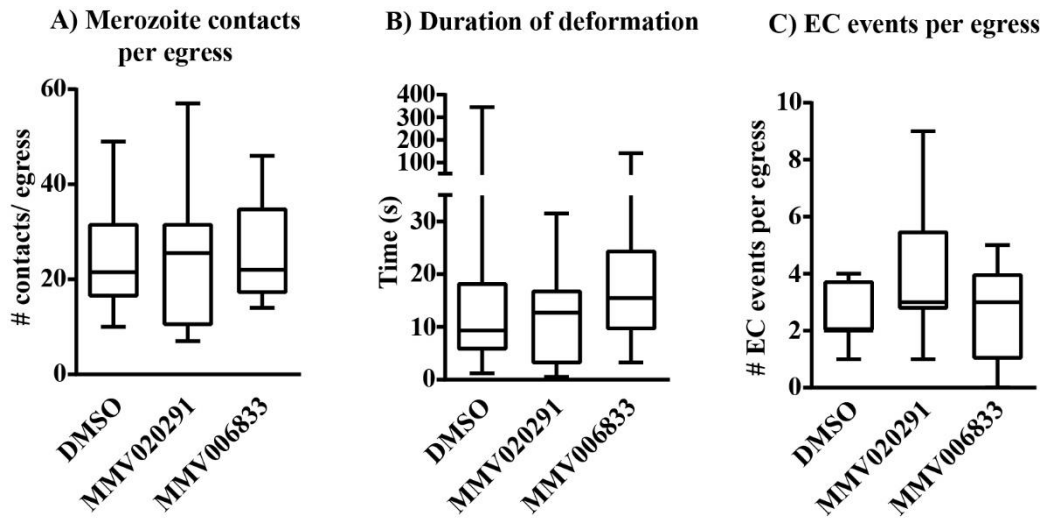 A) Merozoite contacts
per egress
# contacts/ egress
60
40
20
0
DMSO
MMV020291
MMV006833
B) Duration of deformation
Time (s)
400
300
200
100
30
20
10
0
DMSO
MMV020291
MMV006833
C) EC events per egress
# EC events per egress
10
8
6
4
2
0
DMSO
MMV020291
MMV006833